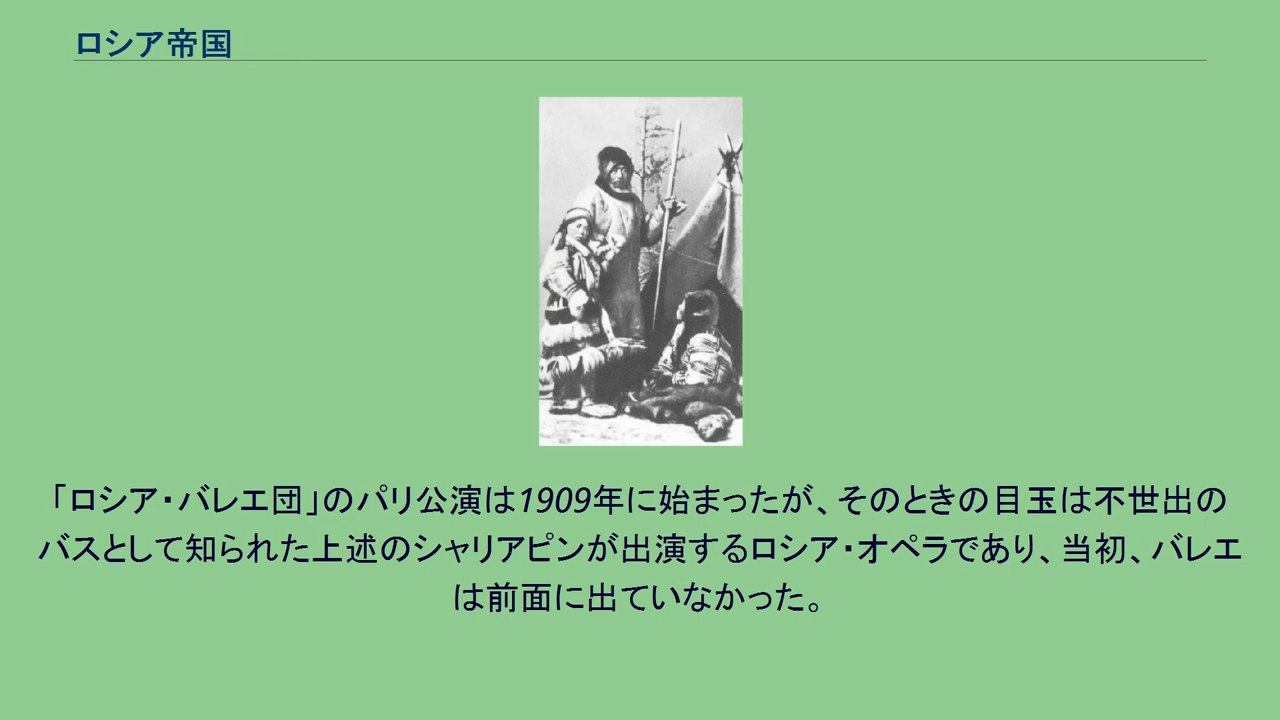 ロシア帝国
「ロシア・バレエ団」のパリ公演は1909年に始まったが、そのときの目玉は不世出の
バスとして知られた上述のシャリアピンが出演するロシア・オペラであり、当初、バレエ
は前面に出ていなかった。